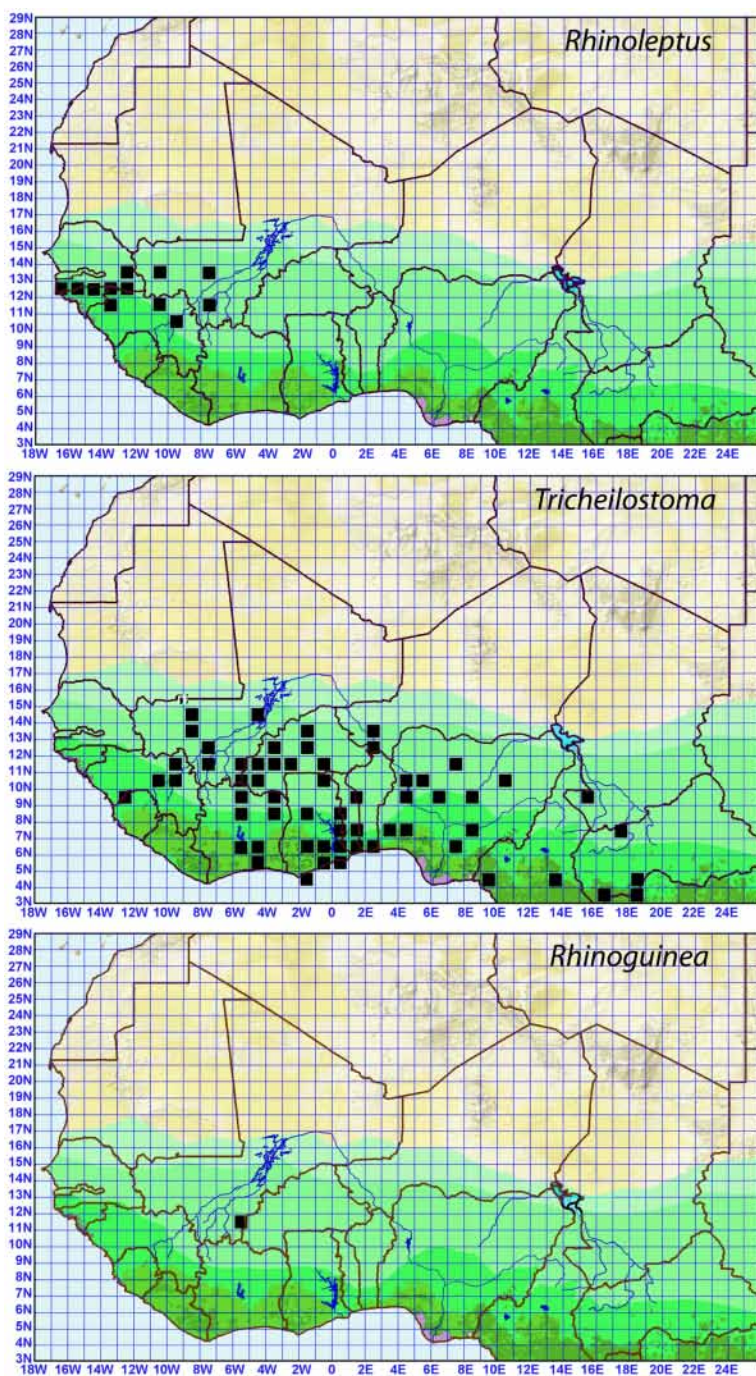 Rhinoleptus
29N
28N
27N
26N
25N
24N
23N
22N
21N
20N
19N
18N
17N
16N
15N
14N
13N
12N
11N
10N
9N
8N
7N
6N
5N
4N
3N
18W 16W 14W 12W 10W 8W 6W 4W 2W 0 2E 4E 6E 8E 10E 12E 14E 16E 18E 20E 22E 24E
Tricheilostoma
29N
28N
27N
26N
25N
24N
23N
22N
21N
20N
19N
18N
17N
16N
15N
14N
13N
12N
11N
10N
9N
8N
7N
6N
5N
4N
3N
18W 16W 14W 12W 10W 8W 6W 4W 2W 0 2E 4E 6E 8E 10E 12E 14E 16E 18E 20E 22E 24E
Rhinoguinea
29N
28N
27N
26N
25N
24N
23N
22N
21N
20N
19N
18N
17N
16N
15N
14N
13N
12N
11N
10N
9N
8N
7N
6N
5N
4N
3N
18W 16W 14W 12W 10W 8W 6W 4W 2W 0 2E 4E 6E 8E 10E 12E 14E 16E 18E 20E 22E 24E